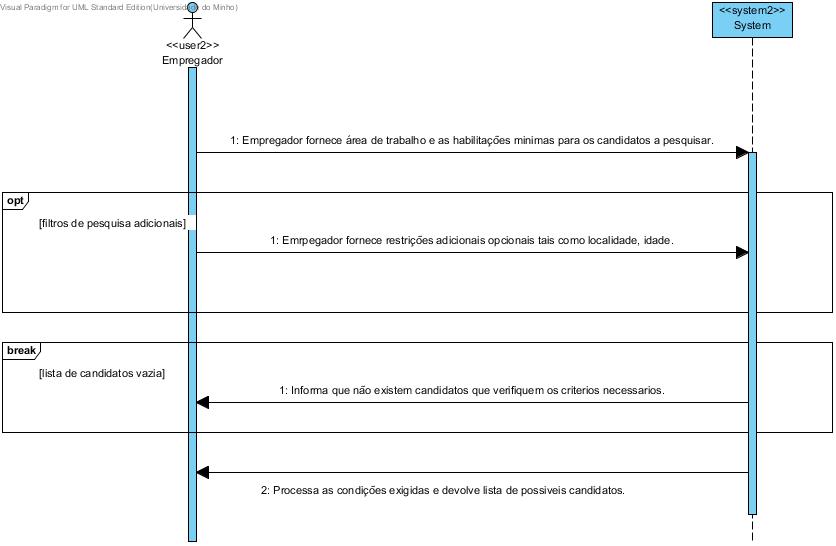 Visual Paradigm for UML Standard Edition(Universidade do Minho)
<<user2>>
Empregador
<<system2>>
System
1: Empregador fornece área de trabalho e as habilitações minimas para os candidatos a pesquisar.
opt
[filtros de pesquisa adicionais]
1: Emrpegador fornece restrições adicionais opcionais tais como localidade, idade.
break
[lista de candidatos vazia]
1: Informa que não existem candidatos que verifiquem os criterios necessarios.
2: Processa as condições exigidas e devolve lista de possiveis candidatos.